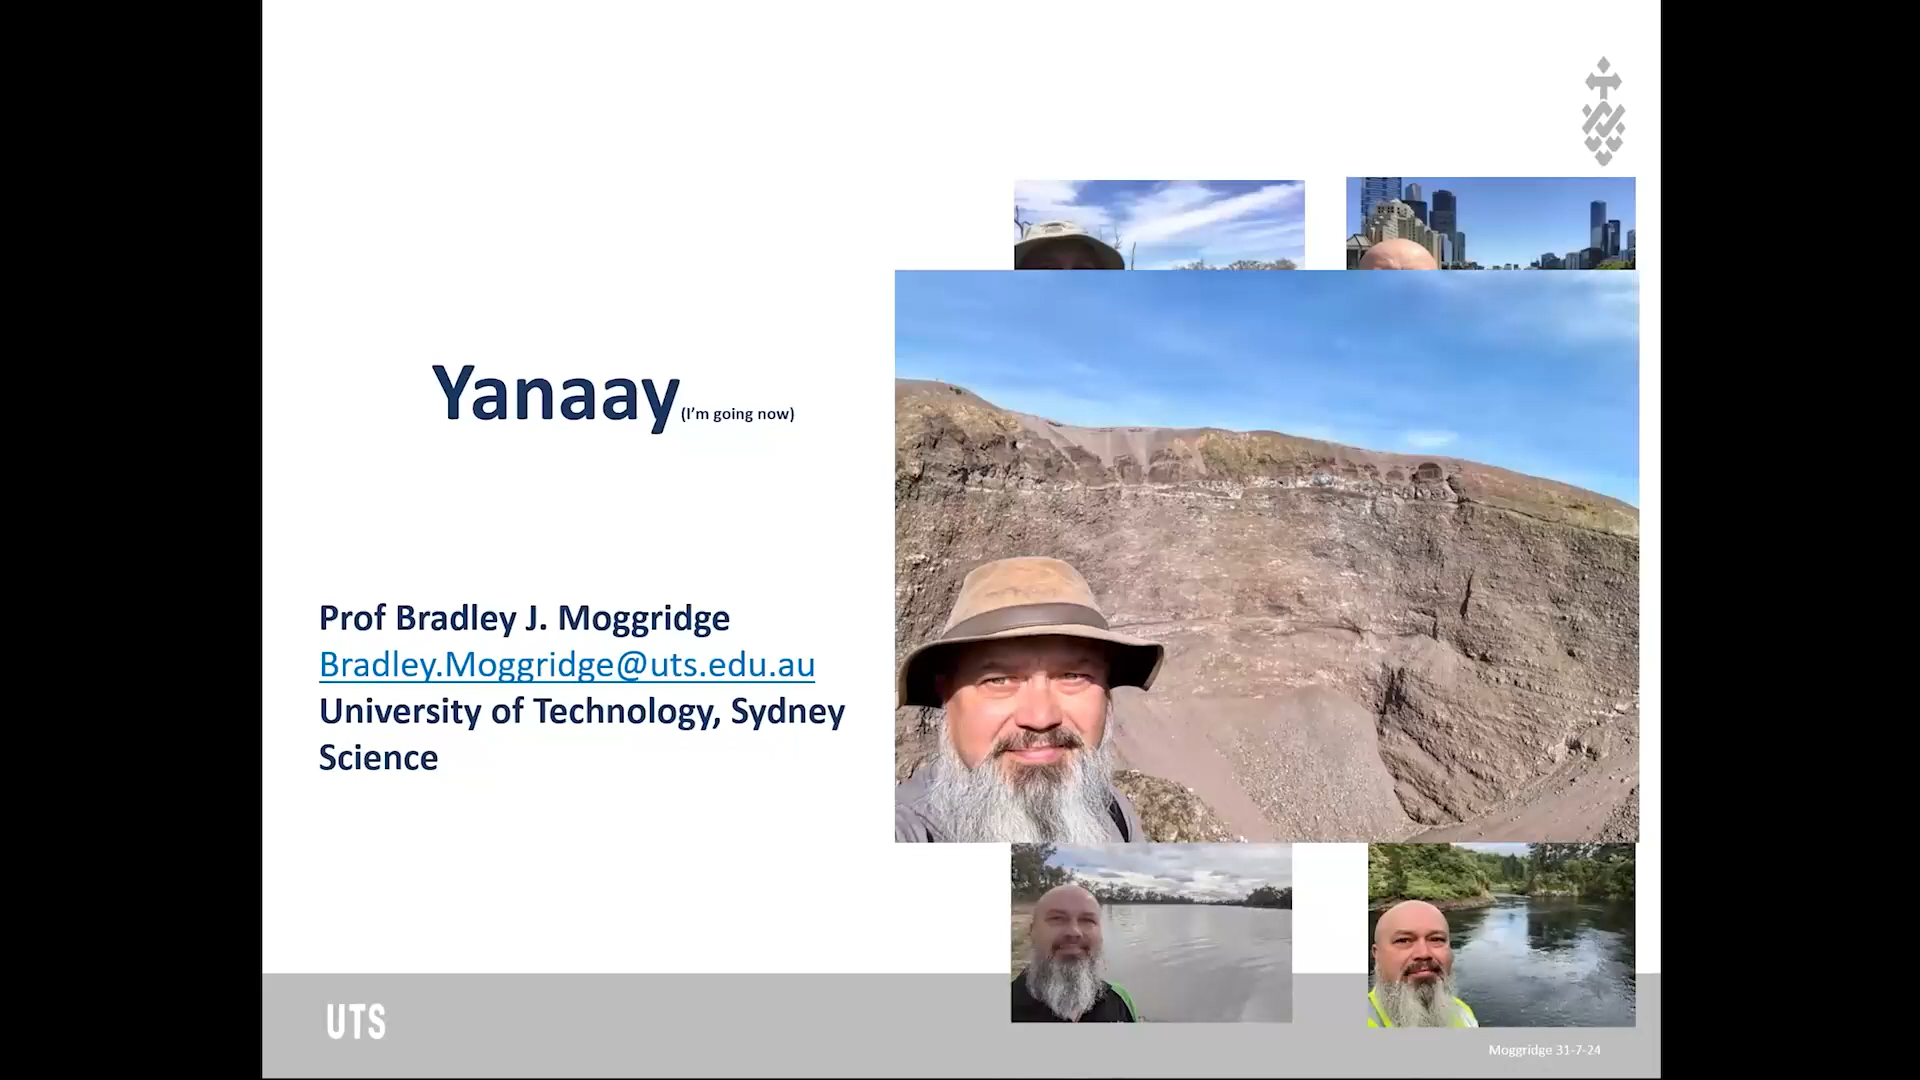 Yanaay (I'm going now)
Prof Bradley J. Moggridge
Bradley.Moggridge@uts.edu.au
University of Technology, Sydney
Science
UTS
Moggridge 31-7-24